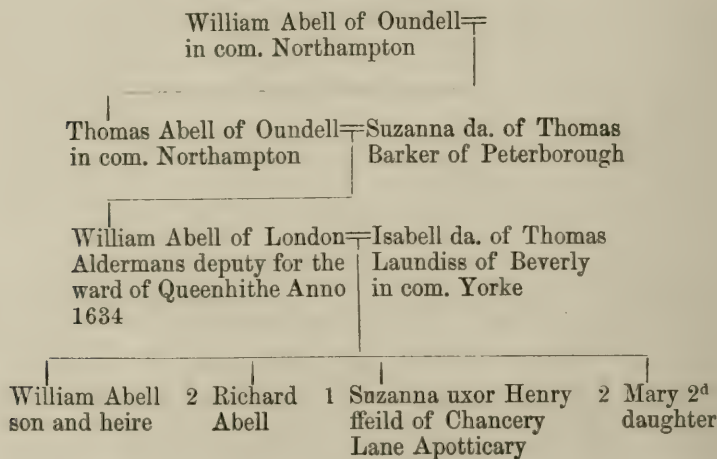 William Abell of Oundell
in com. Northampton
Thomas Abell of Oundell
in com. Northampton
Suzanna da. of Thomas
Barker of Peterborough
William Abell of London
Aldermans deputy for the
ward of Queenhithe Anno
1634
Isabell da. of Thomas
Laundiss of Beverly
in com. Yorke
William Abell
son and heire
2 Richard
Abell
1 Suzanna uxor Henry
ffeild of Chancery
Lane Apotticary
2 Mary 2d
daughter